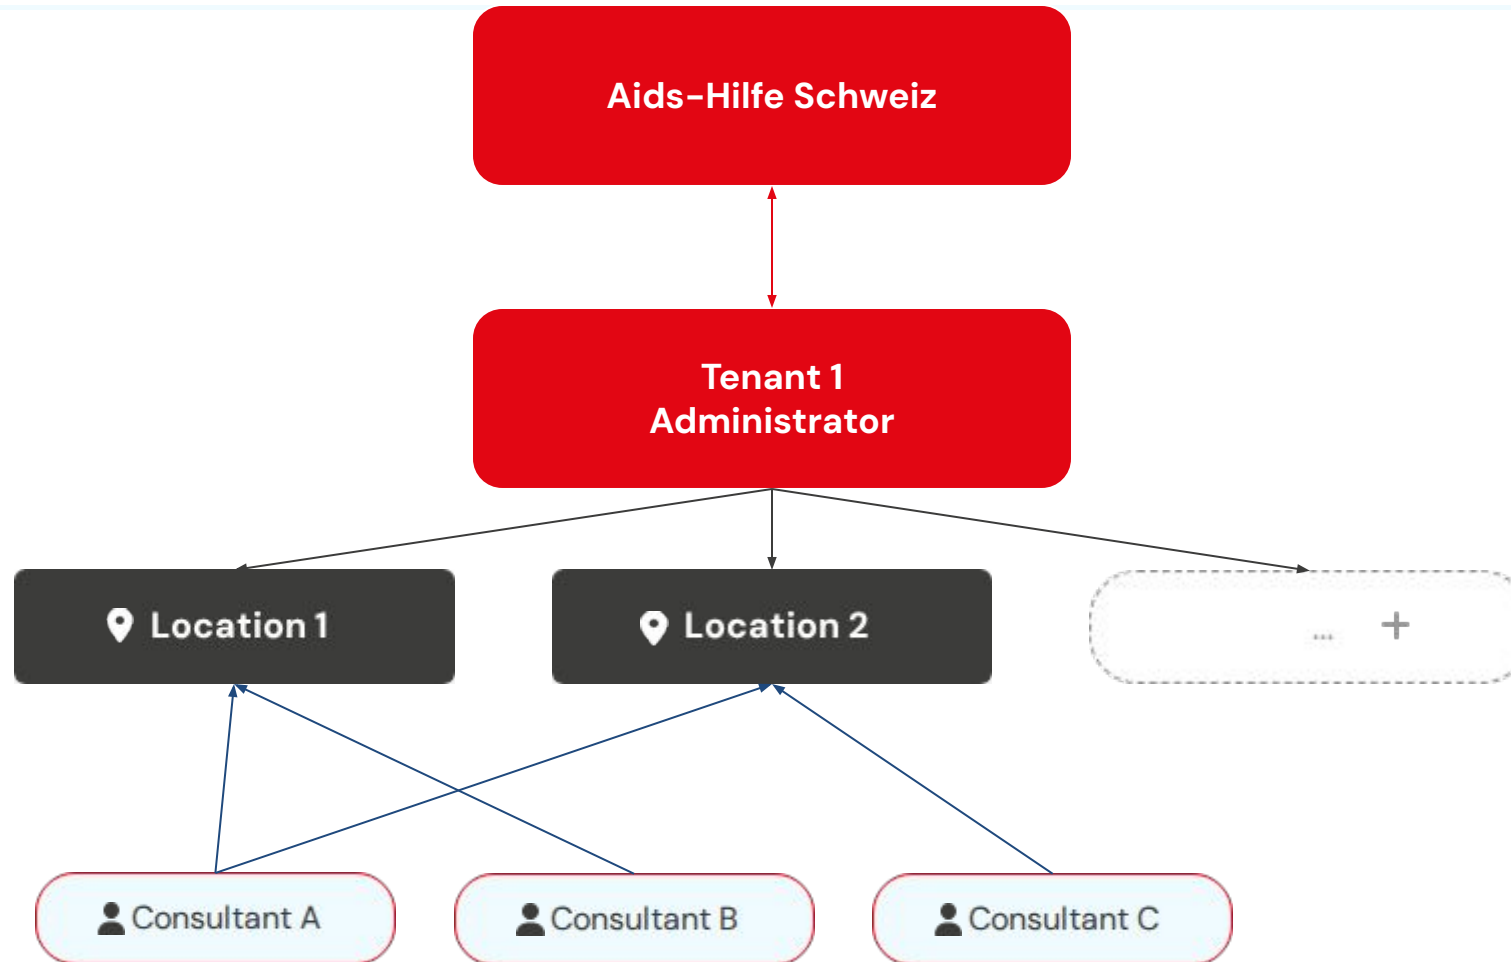 Aids-Hilfe Schweiz
Tenant 1
Administrator
Location 1
Location 2
... +
Consultant A
Consultant B
Consultant C